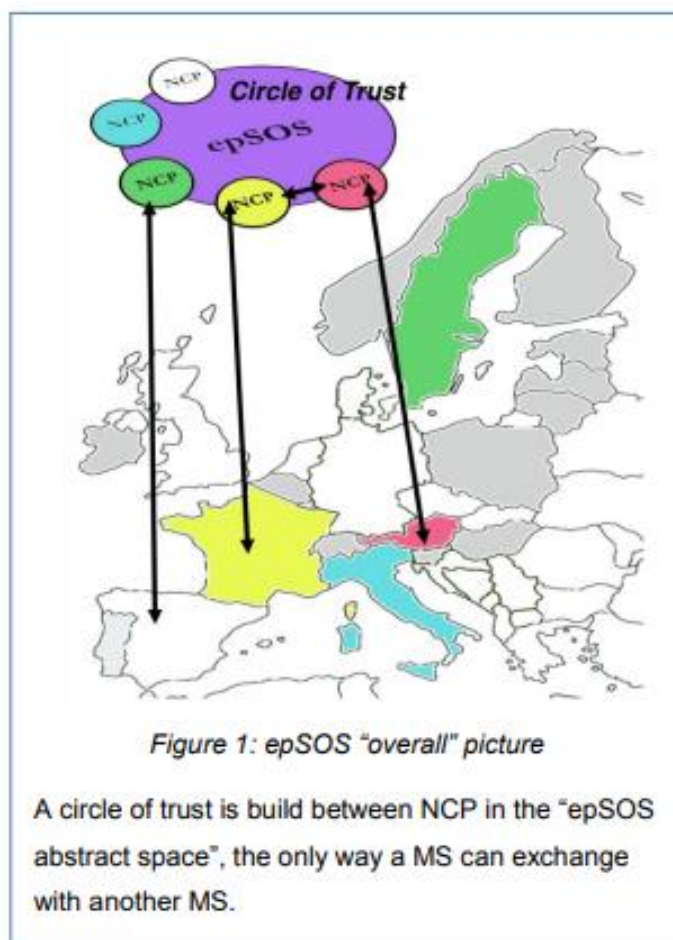 NCP
Circle of Trust
NCP
epSOS
NCP
NCP
NCP
Figure 1: epSOS “overall” picture
A circle of trust is build between NCP in the “epSOS
abstract space”, the only way a MS can exchange
with another MS.